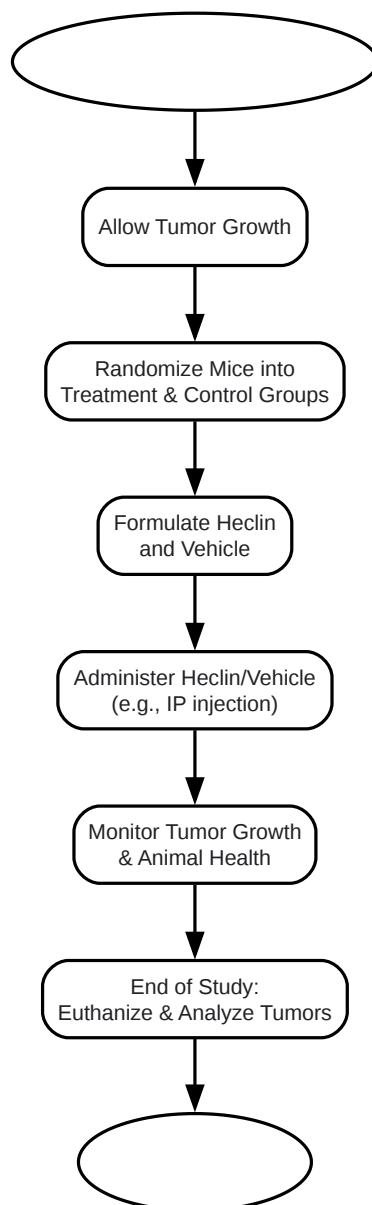 Allow Tumor Growth
Randomize Mice into
Treatment & Control Groups
Formulate Heclin
and Vehicle
Administer Heclin/Vehicle
(e.g., IP injection)
Monitor Tumor Growth
& Animal Health
End of Study:
Euthanize & Analyze Tumors